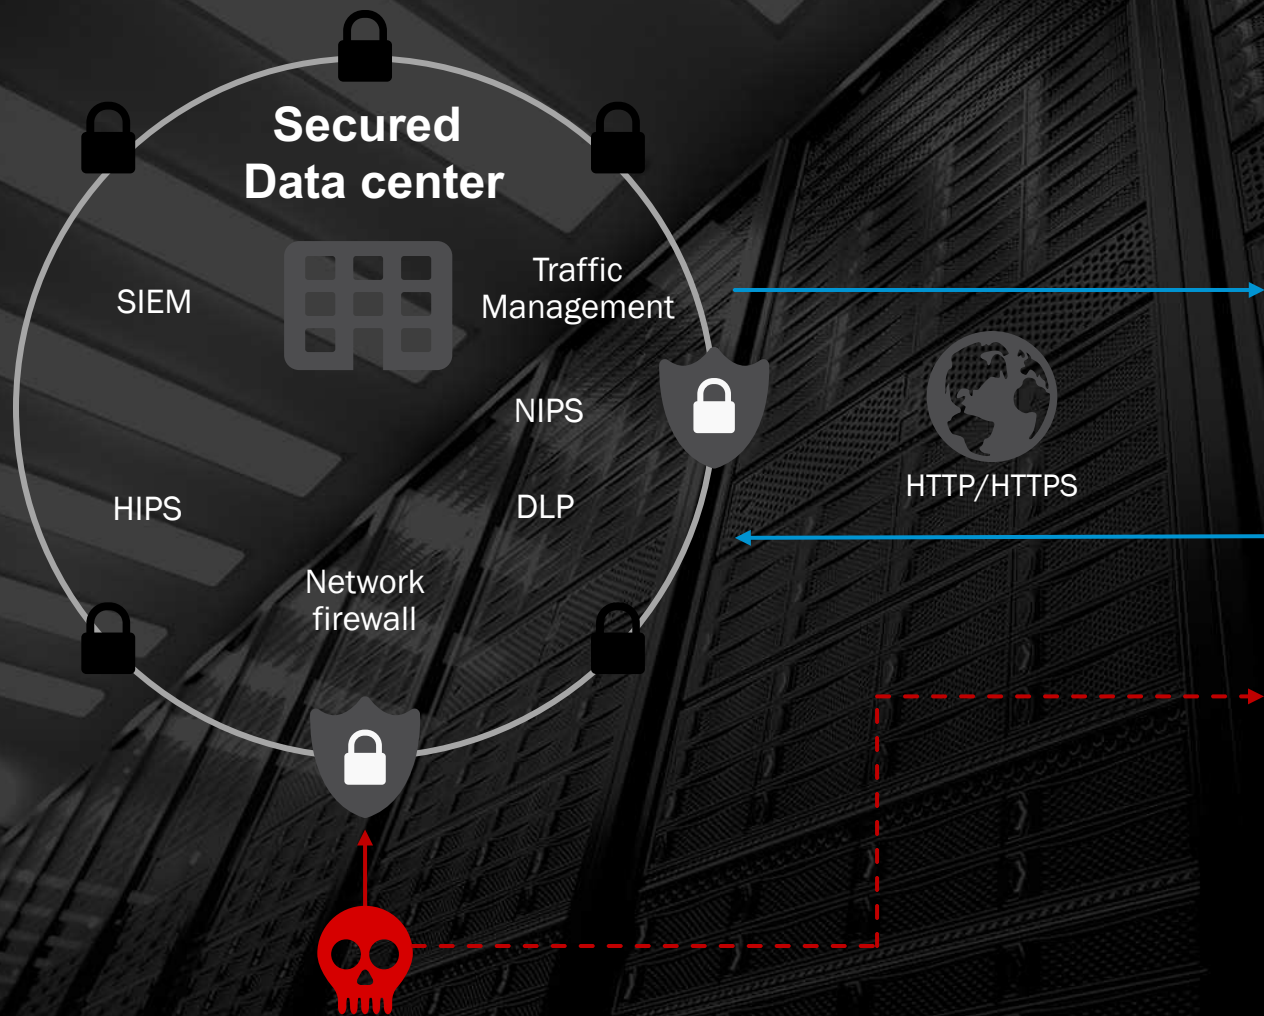 Secured
Data center
SIEM
Traffic
Management
NIPS
HIPS
DLP
Network
firewall
HTTP/HTTPS